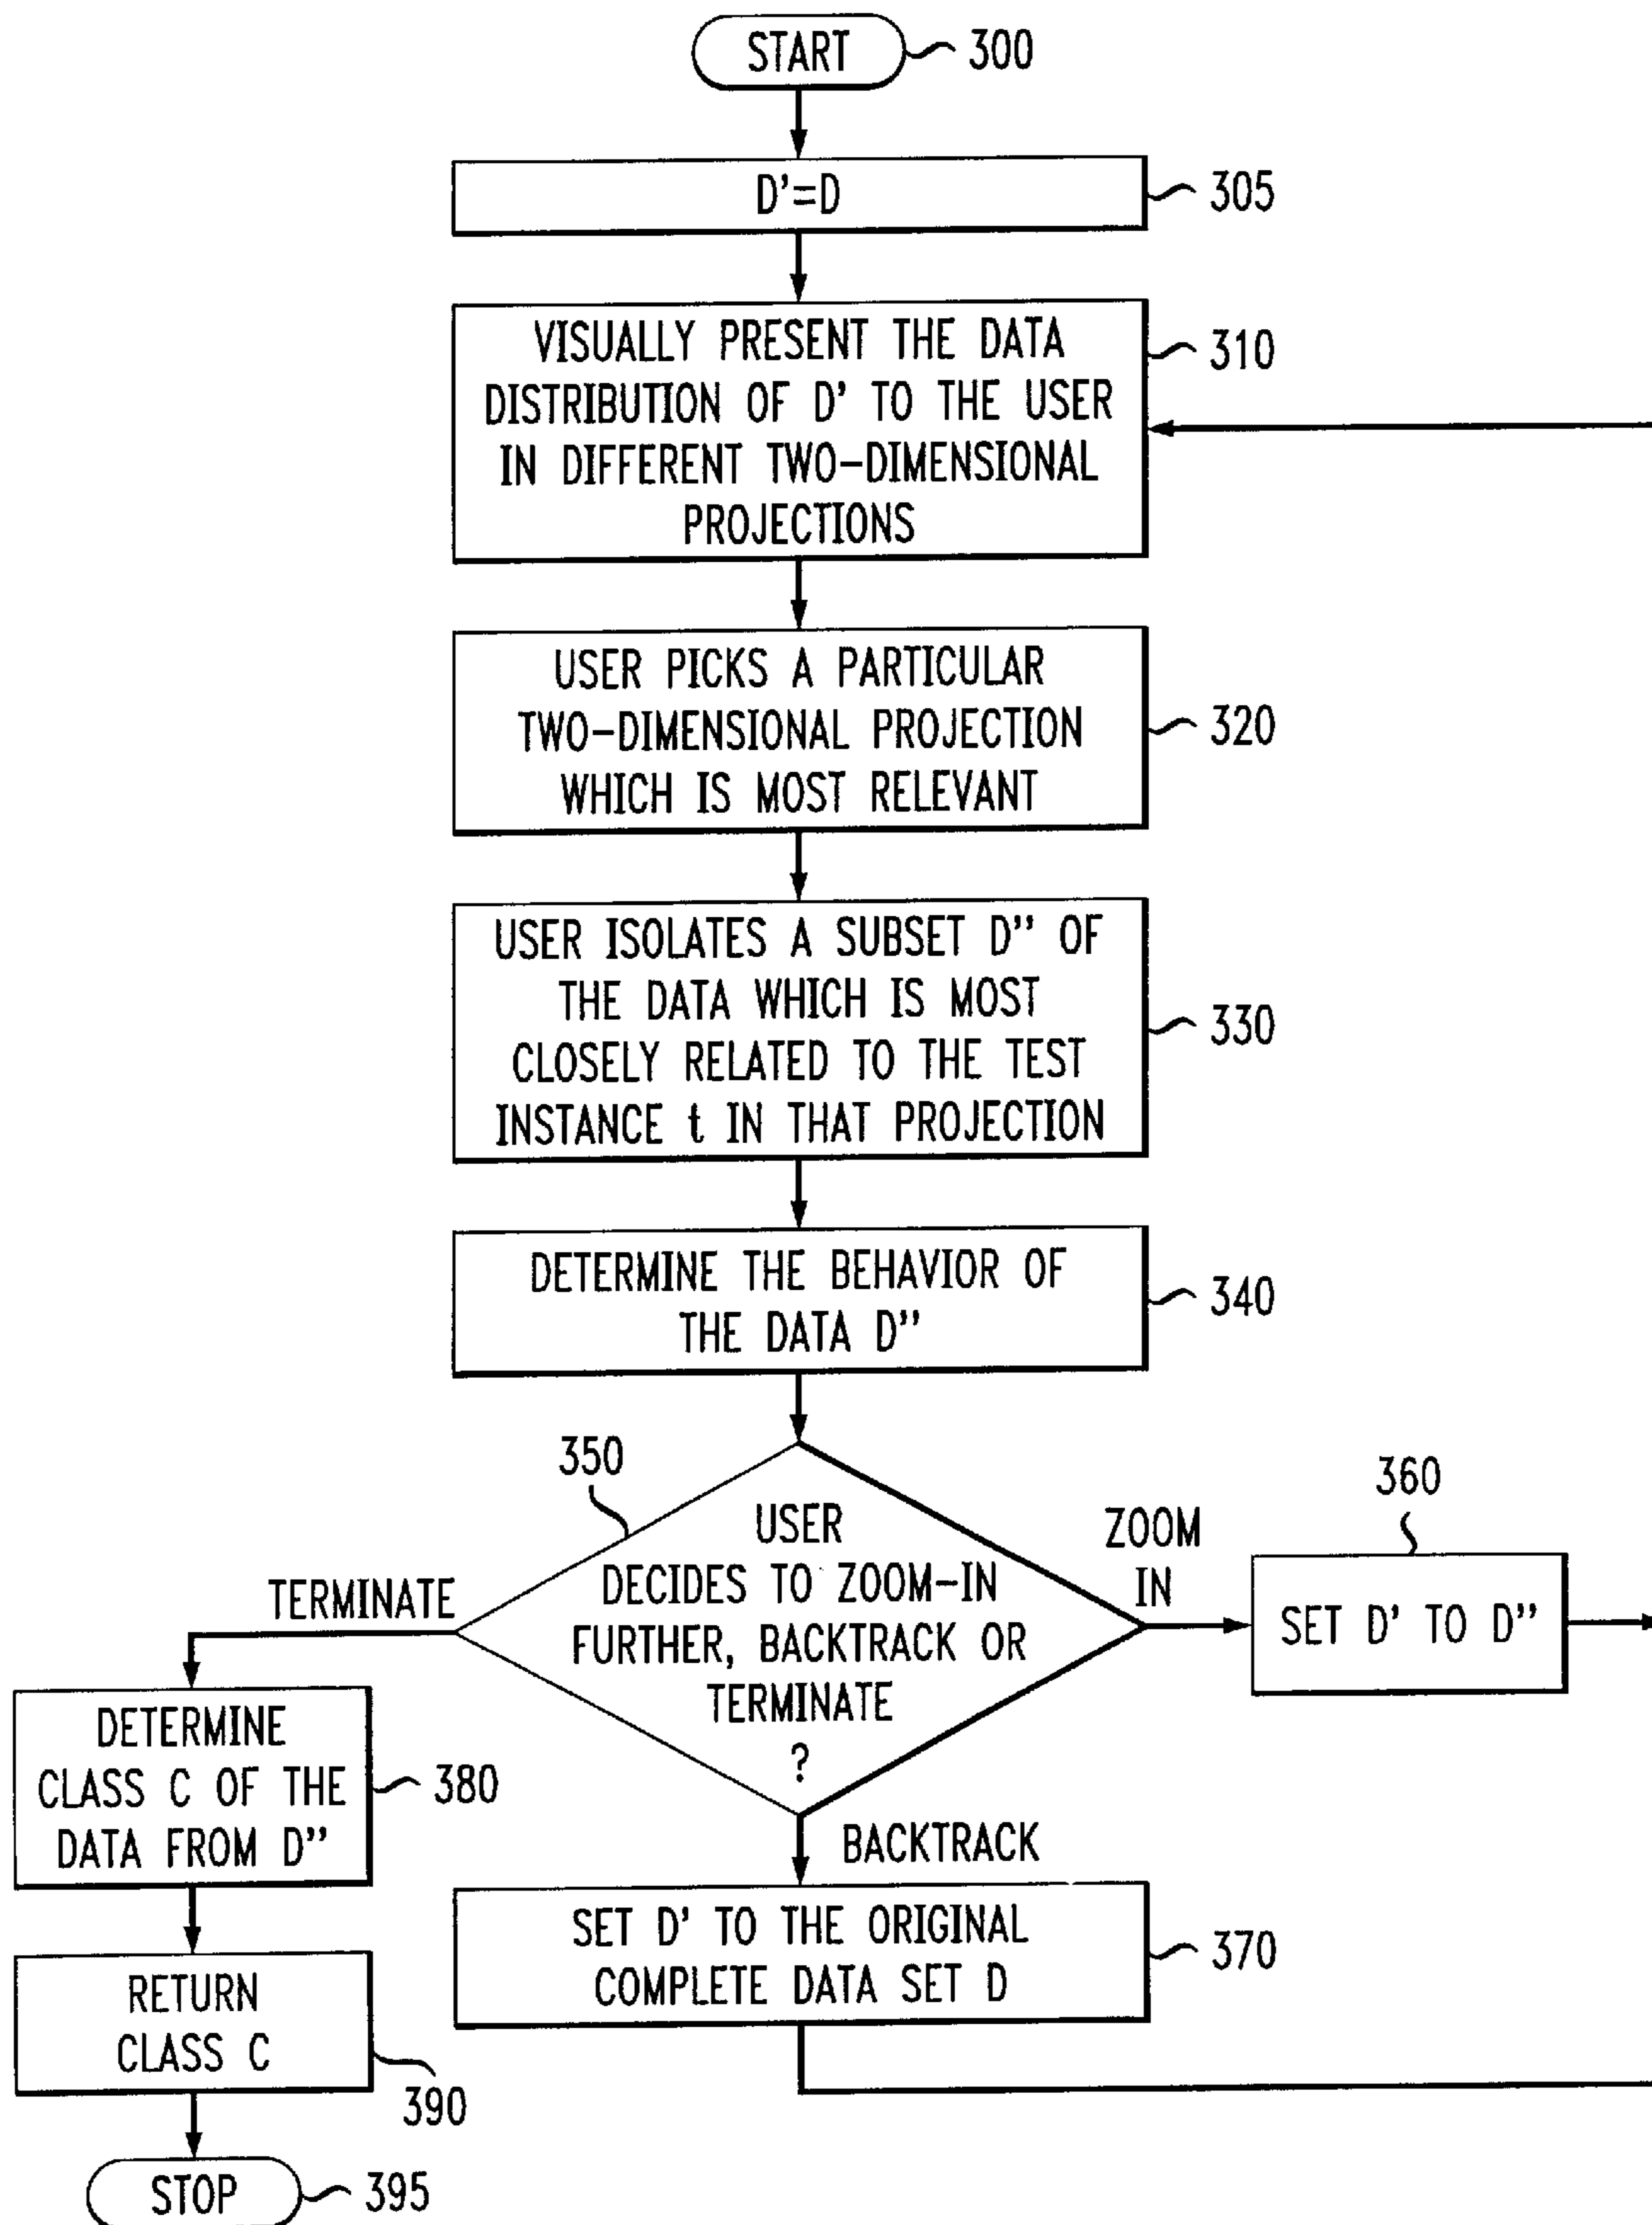 START
300
D'=D
305
VISUALLY PRESENT THE DATA
DISTRIBUTION OF D' TO THE USER
IN DIFFERENT TWO-DIMENSIONAL
PROJECTIONS
310
USER PICKS A PARTICULAR
TWO-DIMENSIONAL PROJECTION
WHICH IS MOST RELEVANT
320
USER ISOLATES A SUBSET D" OF
THE DATA WHICH IS MOST
CLOSELY RELATED TO THE TEST
INSTANCE t IN THAT PROJECTION
330
DETERMINE THE BEHAVIOR OF
THE DATA D"
340
350
USER
DECIDES TO ZOOM-IN
FURTHER, BACKTRACK OR
TERMINATE
?
ZOOM
IN
360
SET D' TO D"
TERMINATE
DETERMINE
CLASS C OF THE
DATA FROM D"
380
BACKTRACK
SET D' TO THE ORIGINAL
COMPLETE DATA SET D
370
RETURN
CLASS C
390
STOP
395